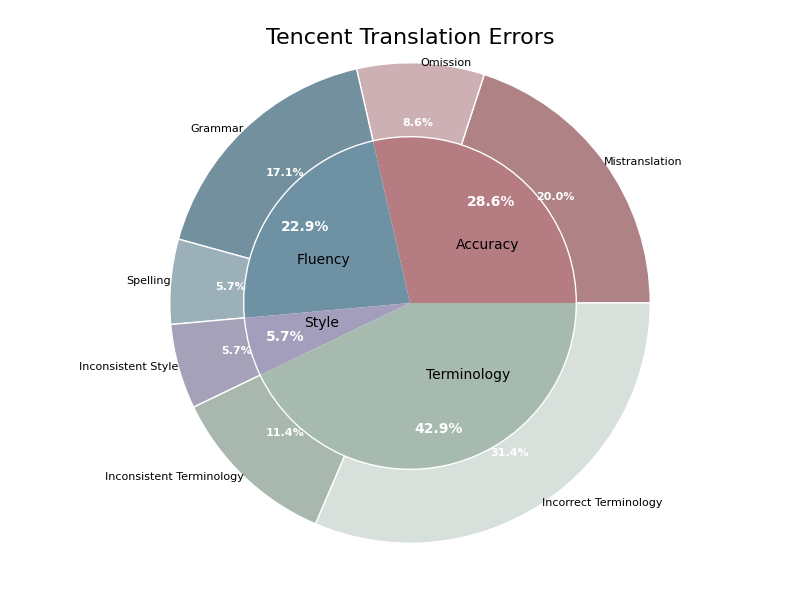 Tencent Translation Errors
Omission
8.6%
Grammar
17.1%
Mistranslation
20.0%
28.6%
Accuracy
22.9%
Fluency
Spelling
5.7%
Style
5.7%
Inconsistent Style
5.7%
Terminology
42.9%
11.4%
Inconsistent Terminology
31.4%
Incorrect Terminology